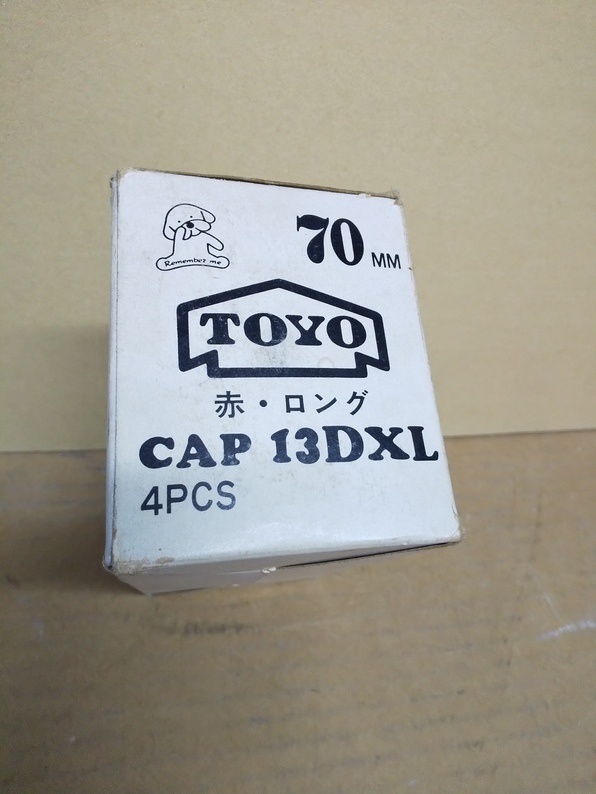 70 MM
Remember me
TOYO
赤・ロング
CAP 13DXL
4PCS